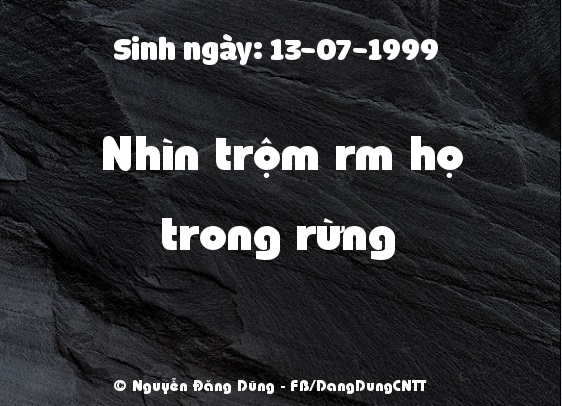 Sinh ngày: 13-07-1999
Nhìn trộm rm họ
trong rừng
© Nguyễn Đăng Dũng - FB/DangDungCNTT